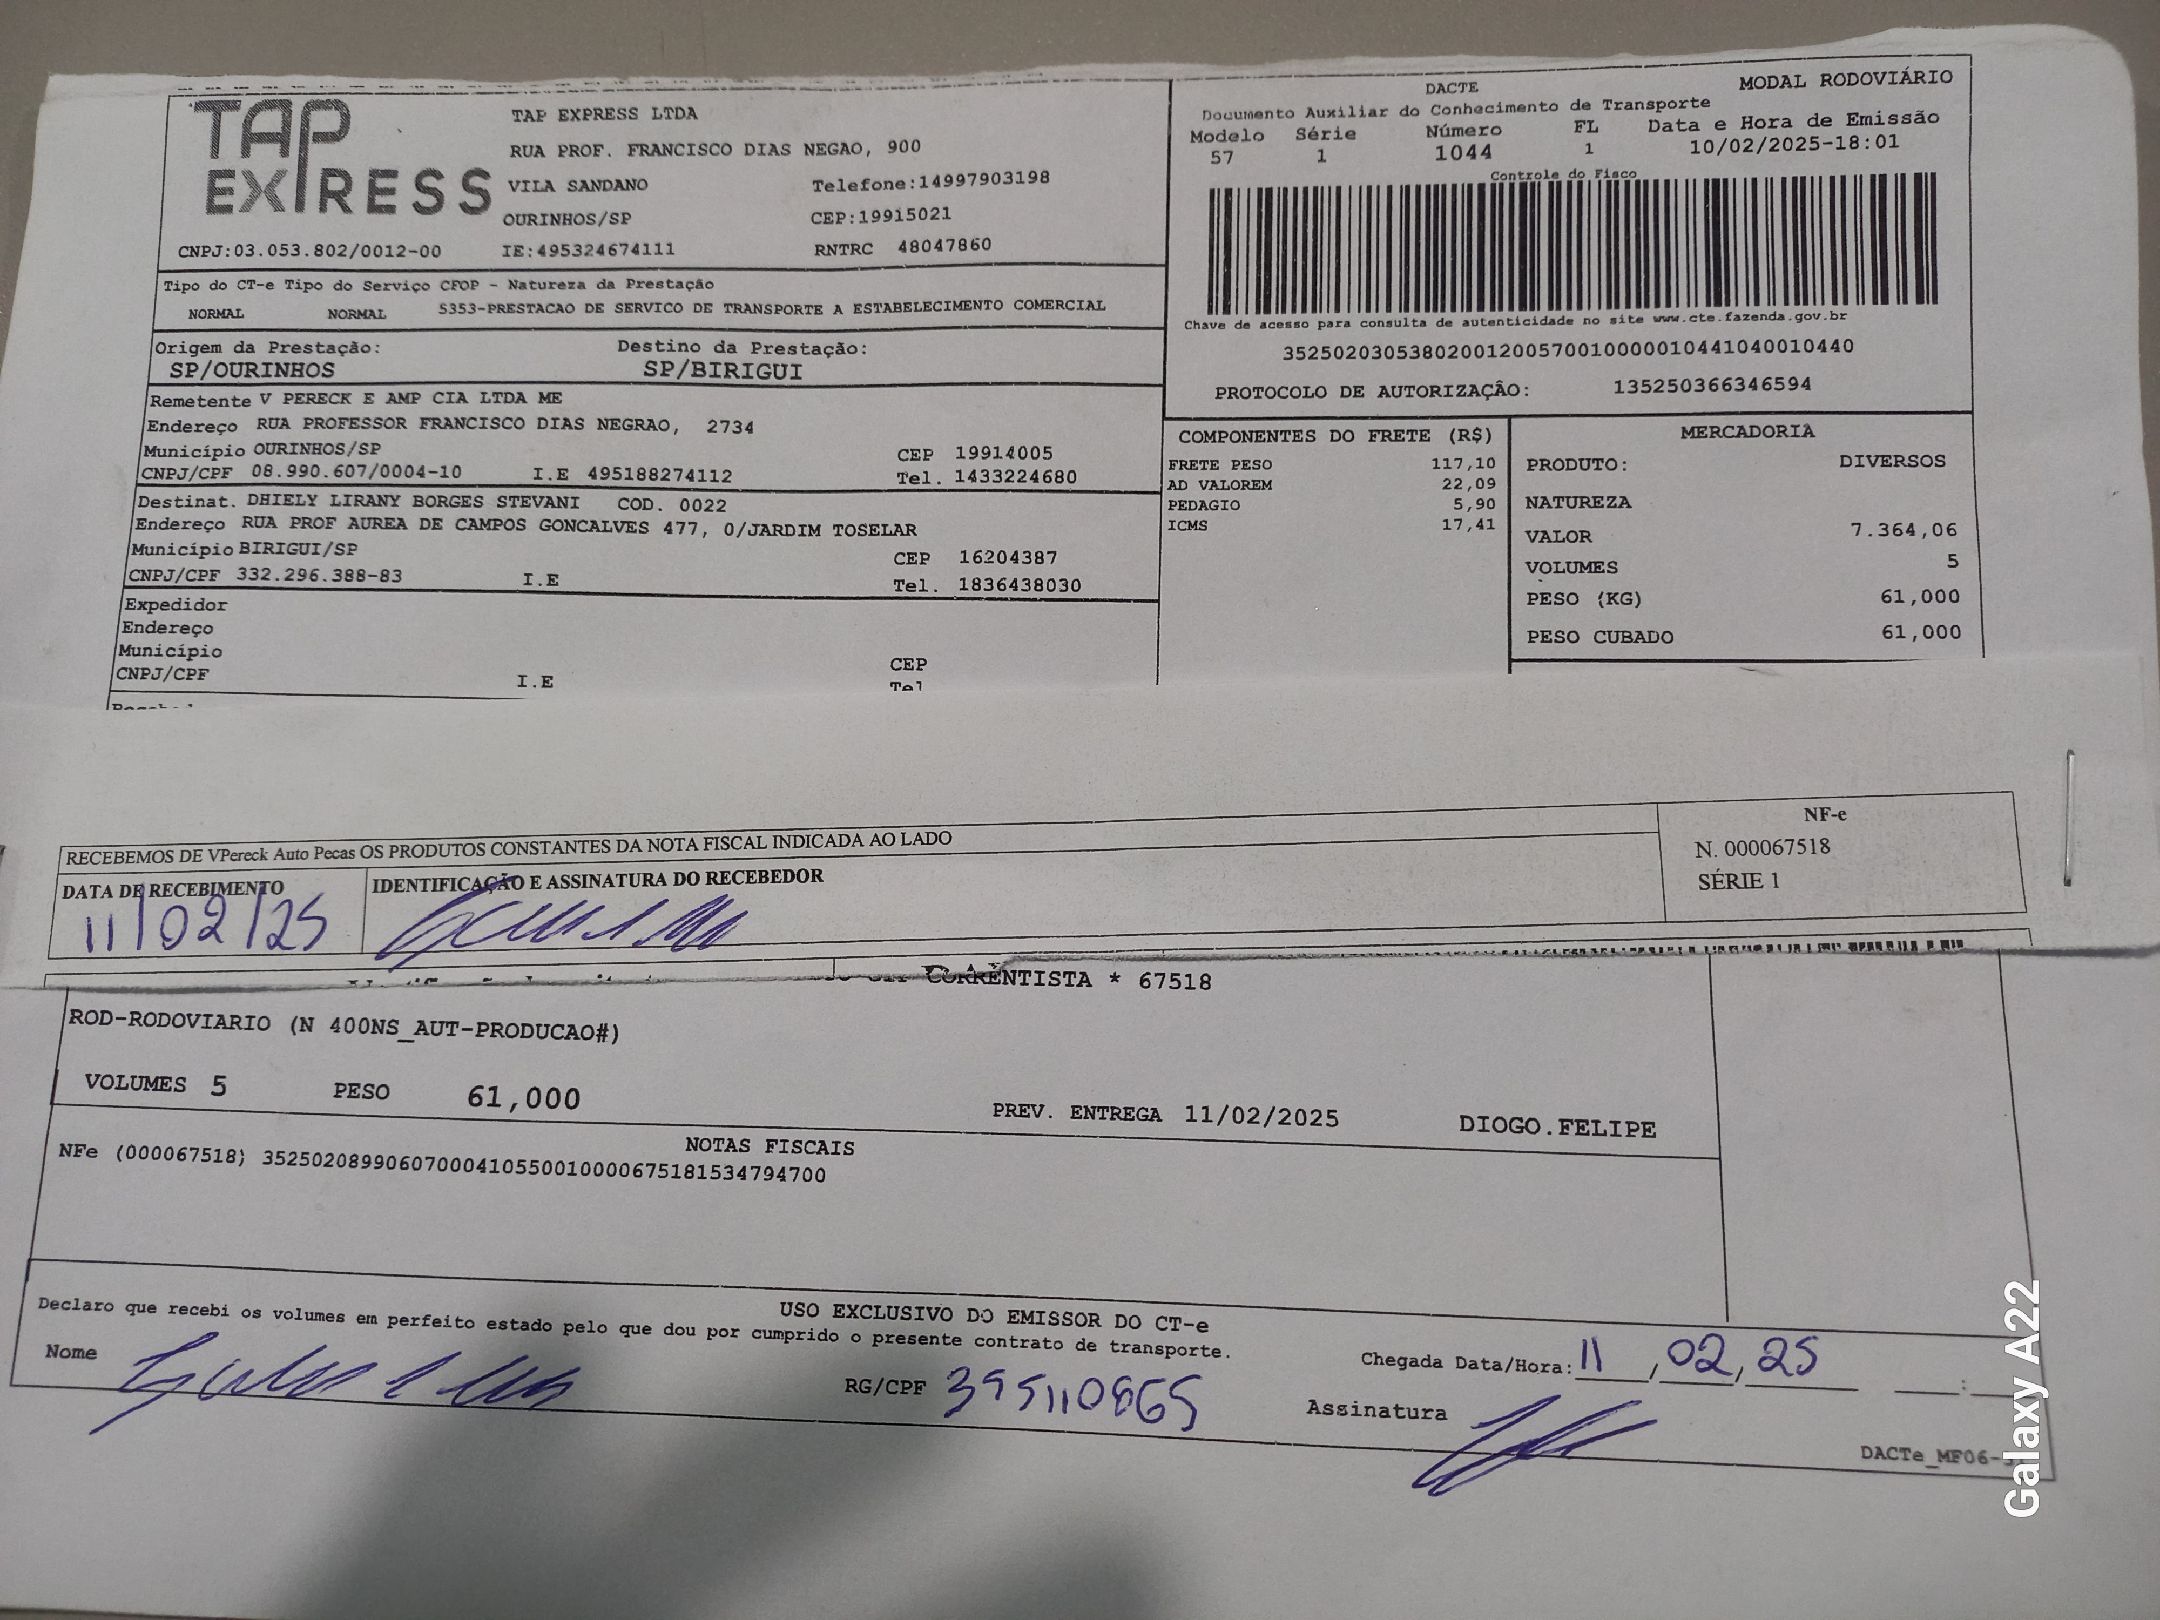 TAP EXPRESS
TAP EXPRESS LTDA
RUA PROF. FRANCISCO DIAS NEGAO, 900
VILA SANDANO Telefone:14997903198
OURINHOS/SP CEP:19915021
CNPJ:03.053.802/0012-00 IE:495324674111 RNTRC 48047860
DACTE MODAL RODOVIÁRIO
Documento Auxiliar do Conhecimento de Transporte
Modelo Série Número FL Data e Hora de Emissão
57 1 1044 1 10/02/2025-18:01
Controle do Fisco
Chave de acesso para consulta de autenticidade no site www.cte.fazenda.gov.br
35250203053802001200570010000010441040010440
PROTOCOLO DE AUTORIZAÇÃO: 135250366346594
Tipo do CT-e Tipo do Serviço CFOP - Natureza da Prestação
NORMAL NORMAL 5353-PRESTACAO DE SERVICO DE TRANSPORTE A ESTABELECIMENTO COMERCIAL
Origem da Prestação: Destino da Prestação:
SP/OURINHOS SP/BIRIGUI
Remetente V PERECK E AMP CIA LTDA ME
Endereço RUA PROFESSOR FRANCISCO DIAS NEGRAO, 2734
Município OURINHOS/SP CEP 19914005
CNPJ/CPF 08.990.607/0004-10 I.E 495188274112 Tel. 1433224680
Destinat. DHIELY LIRANY BORGES STEVANI COD. 0022
Endereço RUA PROF AUREA DE CAMPOS GONCALVES 477, 0/JARDIM TOSELAR
Município BIRIGUI/SP CEP 16204387
CNPJ/CPF 332.296.388-83 I.E Tel. 1836438030
Expedidor
Endereço
Município CEP
CNPJ/CPF I.E Tel
COMPONENTES DO FRETE (R$)
FRETE PESO 117,10
AD VALOREM 22,09
PEDAGIO 5,90
ICMS 17,41
MERCADORIA
PRODUTO: DIVERSOS
NATUREZA
VALOR 7.364,06
VOLUMES 5
PESO (KG) 61,000
PESO CUBADO 61,000
RECEBEMOS DE VPereck Auto Pecas OS PRODUTOS CONSTANTES DA NOTA FISCAL INDICADA AO LADO
DATA DE RECEBIMENTO IDENTIFICAÇÃO E ASSINATURA DO RECEBEDOR
11/02/25
NF-e
N. 000067518
SÉRIE 1
CORRENTISTA * 67518
ROD-RODOVIARIO (N 400NS_AUT-PRODUCAO#)
VOLUMES 5 PESO 61,000 PREV. ENTREGA 11/02/2025 DIOGO.FELIPE
NOTAS FISCAIS
NFe (000067518) 35250208990607000410550010000675181534794700
USO EXCLUSIVO DO EMISSOR DO CT-e
Declaro que recebi os volumes em perfeito estado pelo que dou por cumprido o presente contrato de transporte.
Nome RG/CPF Chegada Data/Hora: 11, 02, 25 :
Assinatura
DACTe_MF06-
Galaxy A22